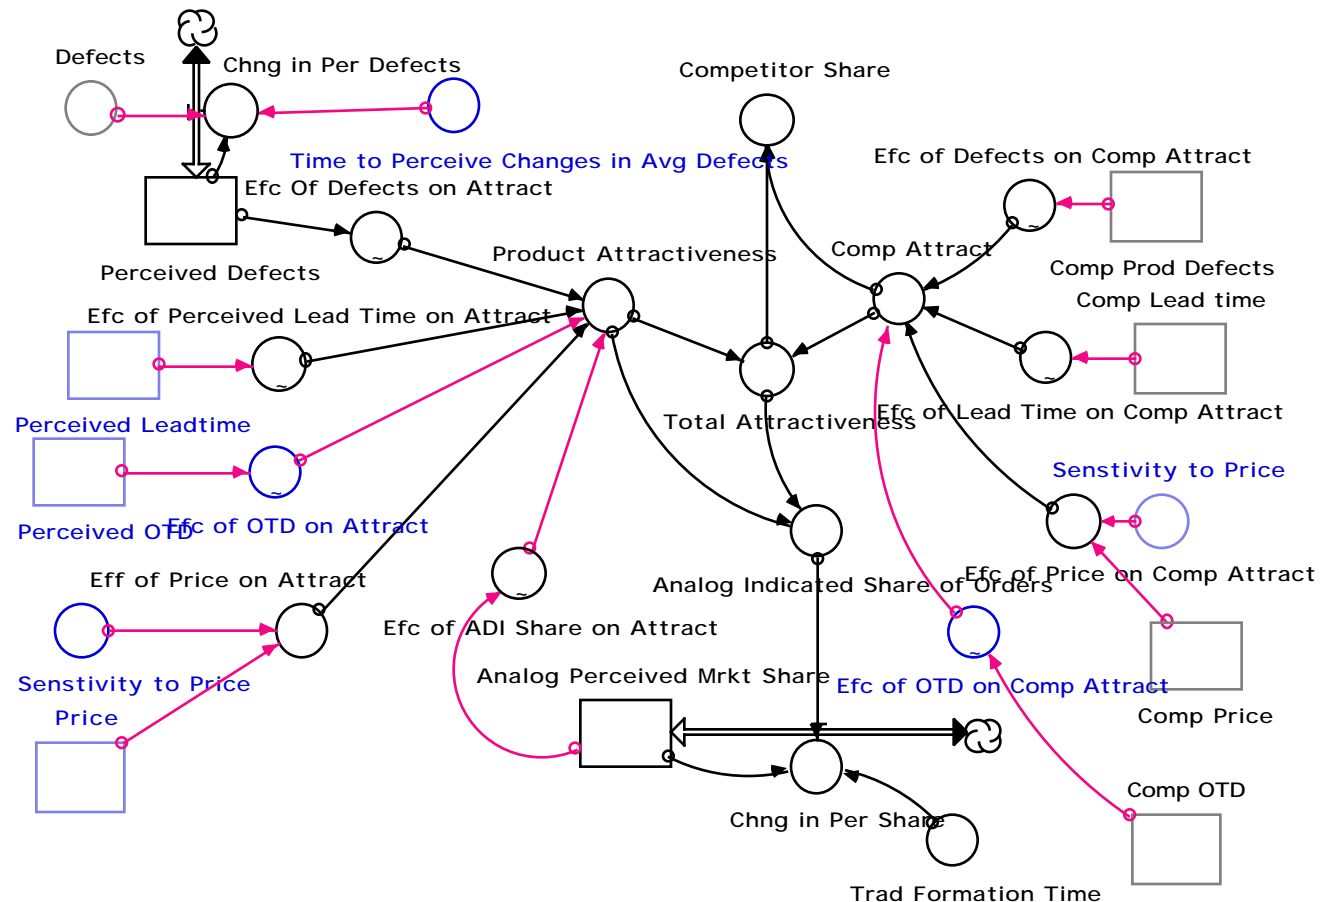 Defects
Chng in Per Defects
Competitor Share
Time to Perceive Changes in Avg Defects
Efc of Defects on Comp Attract
Efc Of Defects on Attract
Product Attractiveness
Comp Attract
Perceived Defects
Comp Prod Defects
Comp Lead time
Efc of Perceived Lead Time on Attract
Perceived Leadtime
Total Attractiveness
Efc of Lead Time on Comp Attract
Senstivity to Price
Perceived OTD
Efc of OTD on Attract
Eff of Price on Attract
Analog Indicated Share of Orders
Efc of Price on Comp Attract
Efc of ADI Share on Attract
Senstivity to Price
Analog Perceived Mrkt Share
Efc of OTD on Comp Attract
Price
Comp Price
Comp OTD
Chng in Per Share
Trad Formation Time